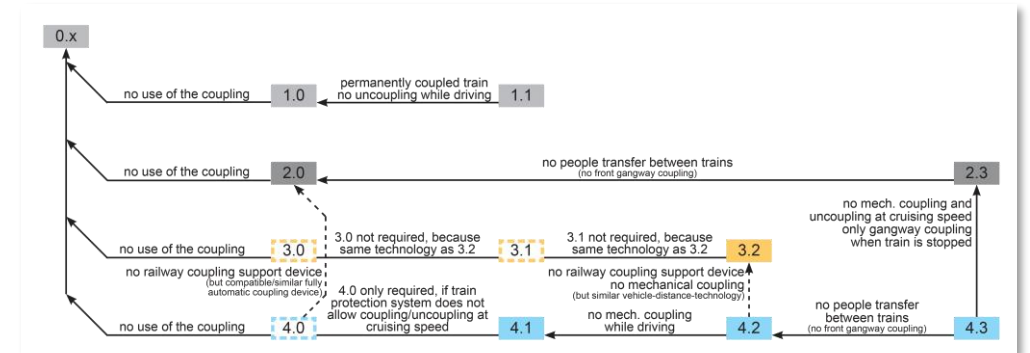 0.x
permanently coupled train
no use of the coupling
1.0
no uncoupling while driving
1.1
no people transfer between trains
(no front gangway coupling)
no use of the coupling
2.0
2.3
no mech. coupling and
uncoupling at cruising speed
only gangway coupling
when train is stopped
no use of the coupling
3.0
3.0 not required, because
same technology as 3.2
3.1
3.1 not required, because
same technology as 3.2
3.2
no railway coupling support device
(but compatible/similar fully
automatic coupling device)
4.0 only required, if train
protection system does not
allow coupling/uncoupling at
cruising speed
no railway coupling support device
no mechanical coupling
(but similar vehicle-distance-technology)
no use of the coupling
4.0
4.1
no mech. coupling
while driving
4.2
no people transfer
between trains
(no front gangway coupling)
4.3